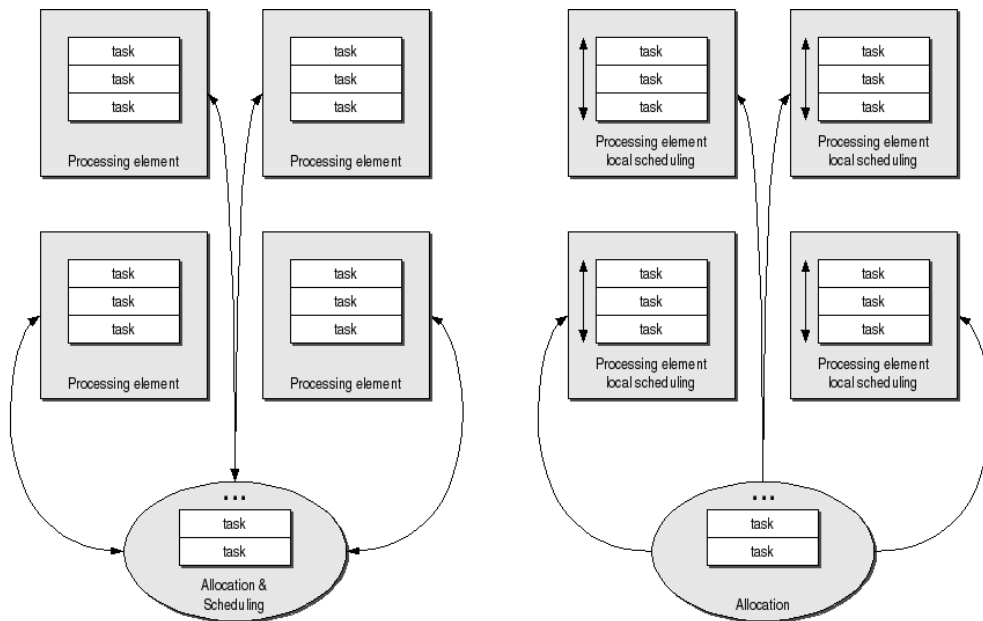 task
task
task
Processing element
task
task
task
Processing element
task
task
task
Processing element
local scheduling
task
task
task
Processing element
local scheduling
task
task
task
Processing element
task
task
task
Processing element
task
task
task
Processing element
local scheduling
task
task
task
Processing element
local scheduling
...
task
task
Allocation &
Scheduling
...
task
task
Allocation